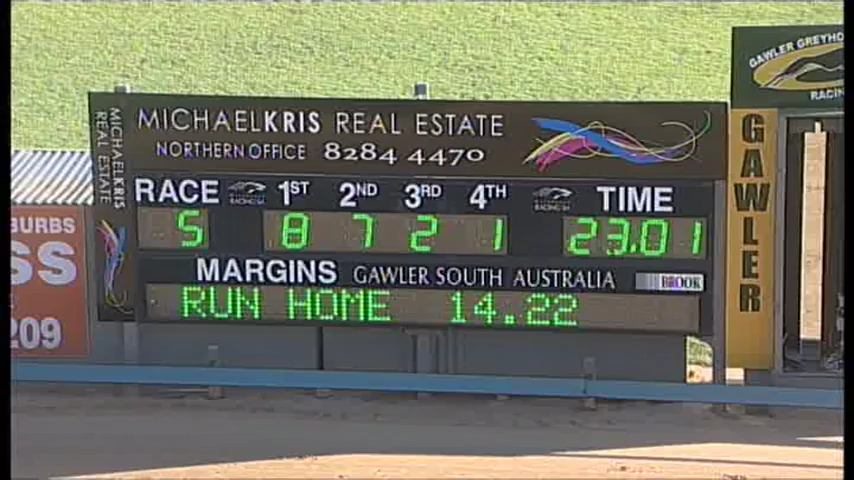 GAWLER GREYHO
RACIN
MICHAELKRIS REAL ESTATE
NORTHERN OFFICE 8284 4470
MICHAELKRIS
REAL ESTATE
RACE 1ST 2ND 3RD 4TH TIME
5 8 7 2 1 23.01
MARGINS GAWLER SOUTH AUSTRALIA BROOK
RUN HOME 14.22
GAWLER
BURBS
SS
209